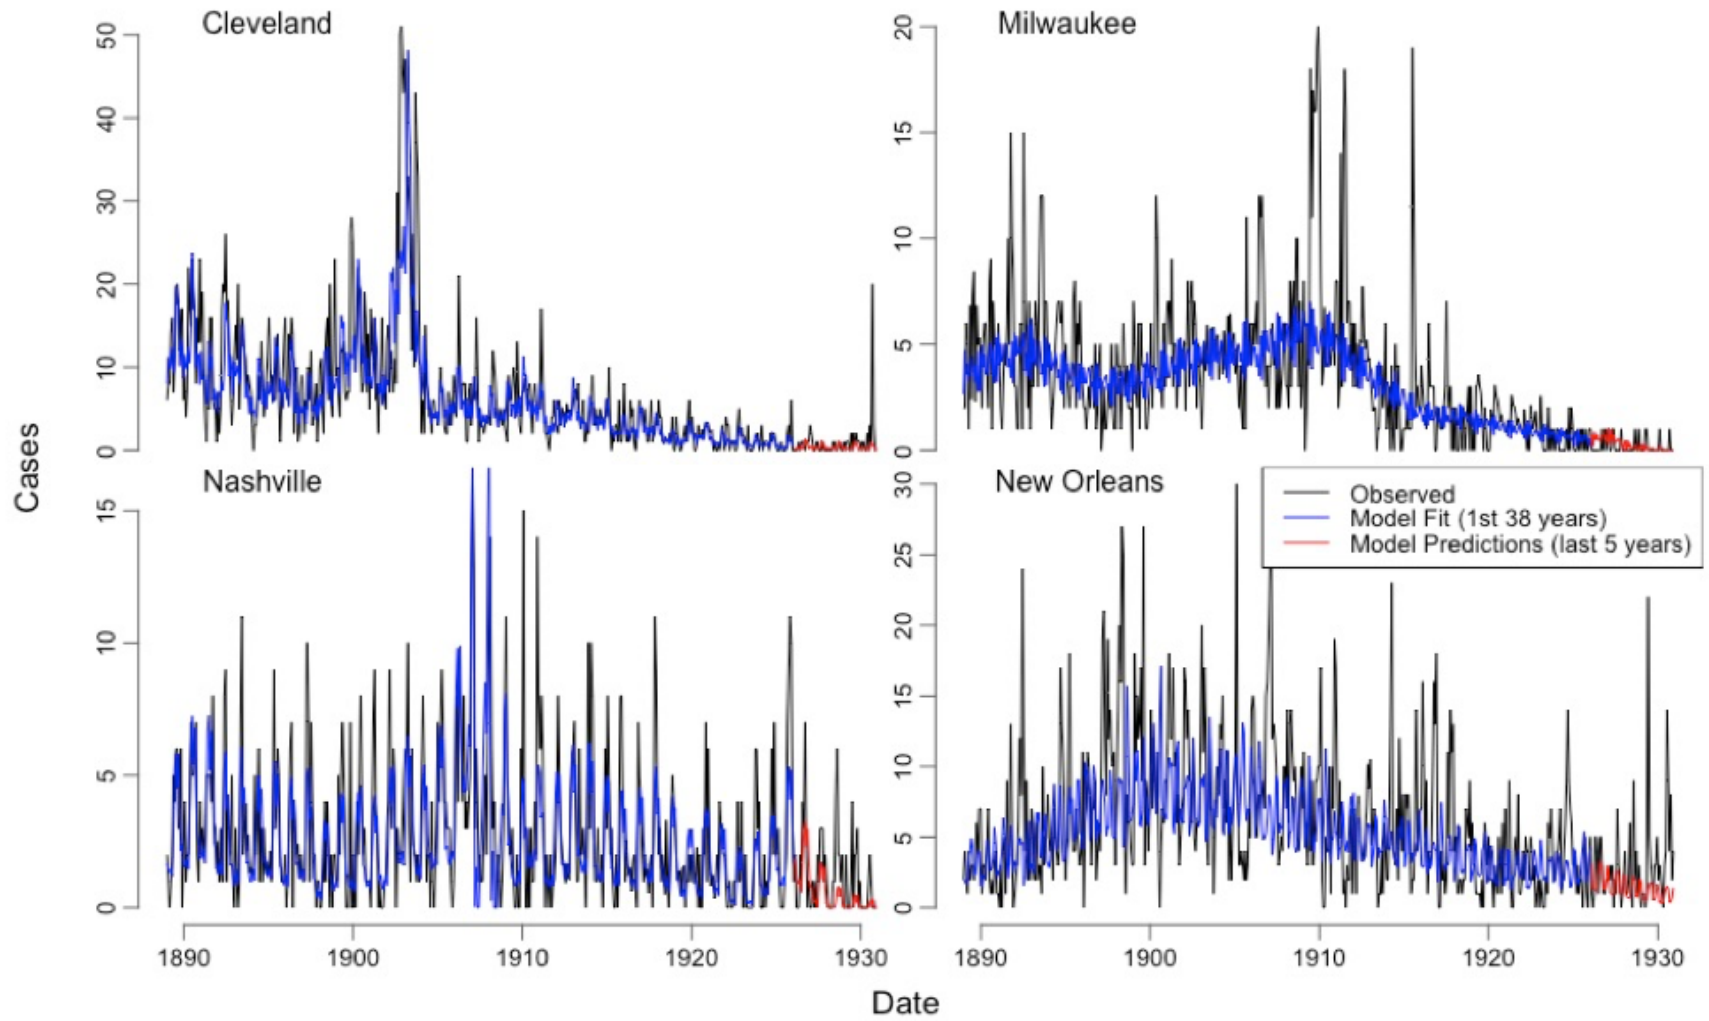 Cleveland
50
40
30
20
10
0
Milwaukee
20
15
10
5
0
Cases
Nashville
15
10
5
0
New Orleans
30
25
20
15
10
5
0
Observed
Model Fit (1st 38 years)
Model Predictions (last 5 years)
1890 1900 1910 1920 1930
1890 1900 1910 1920 1930
Date